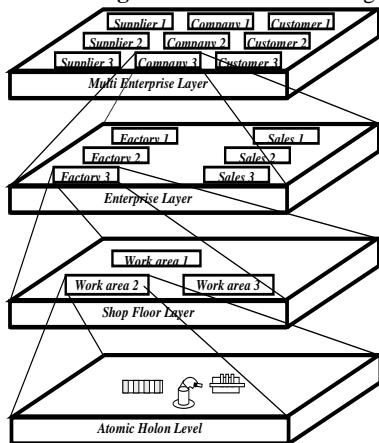 Supplier 1 Company 1 Customer 1
Supplier 2 Company 2 Customer 2
Supplier 3 Company 3 Customer 3
Multi Enterprise Layer
Factory 1 Sales 1
Factory 2 Sales 2
Factory 3 Sales 3
Enterprise Layer
Work area 1
Work area 2 Work area 3
Shop Floor Layer
Atomic Holon Level